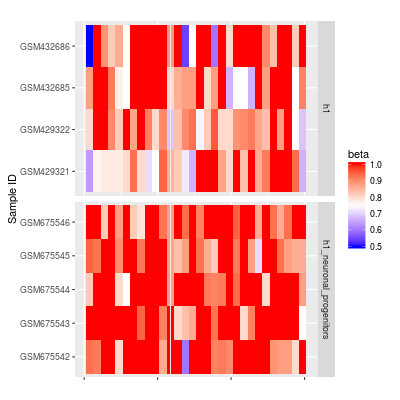 Sample ID
GSM432686
GSM432685
GSM429322
GSM429321
h1
GSM675546
GSM675545
GSM675544
GSM675543
GSM675542
h1_neuronal_progenitors
beta
1.0
0.9
0.8
0.7
0.6
0.5